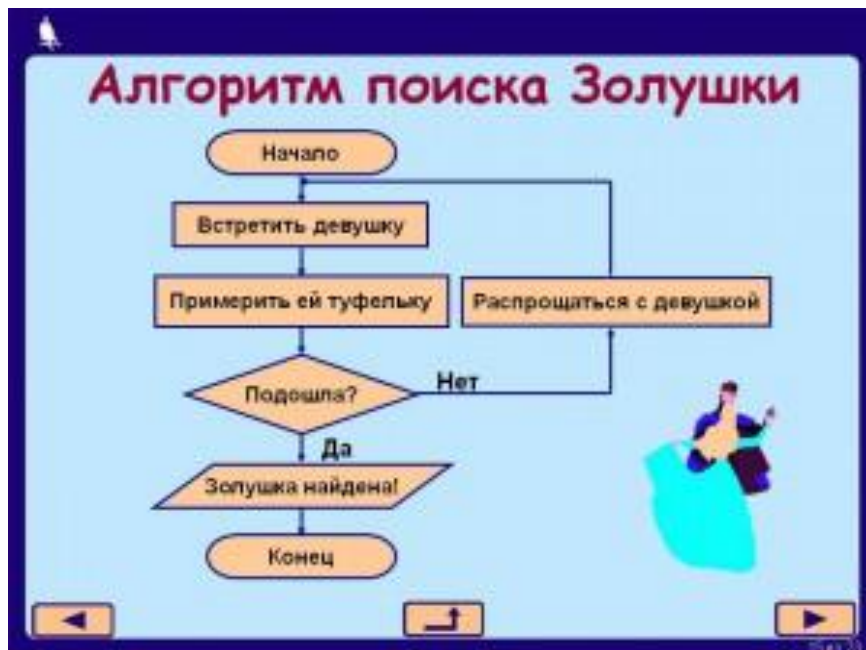 Алгоритм поиска Золушки
Начало
Встретить девушку
Примерить ей туфельку
Распрощаться с девушкой
Подошла?
Нет
Да
Золушка найдена!
Конец